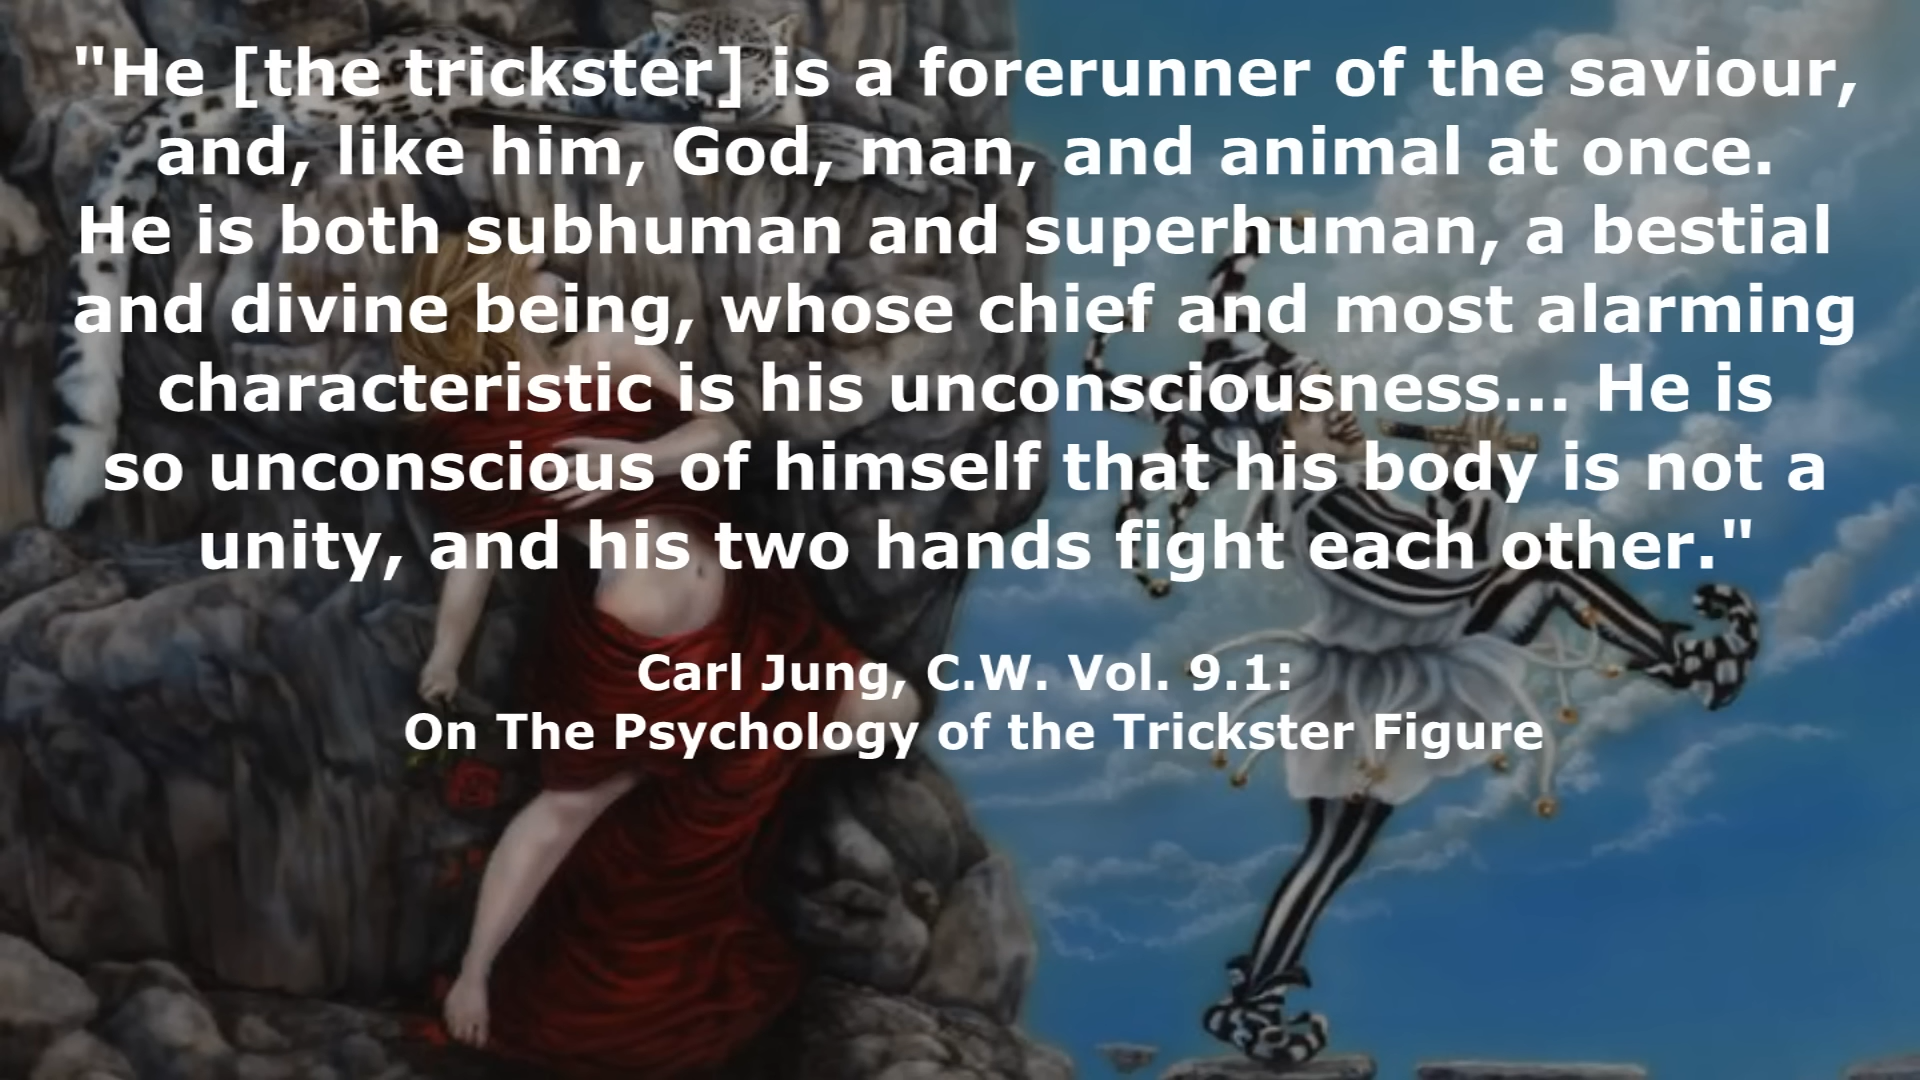 "He [the trickster] is a forerunner of the saviour,
and, like him, God, man, and animal at once.
He is both subhuman and superhuman, a bestial
and divine being, whose chief and most alarming
characteristic is his unconsciousness... He is
so unconscious of himself that his body is not a
unity, and his two hands fight each other."
Carl Jung, C.W. Vol. 9.1:
On The Psychology of the Trickster Figure